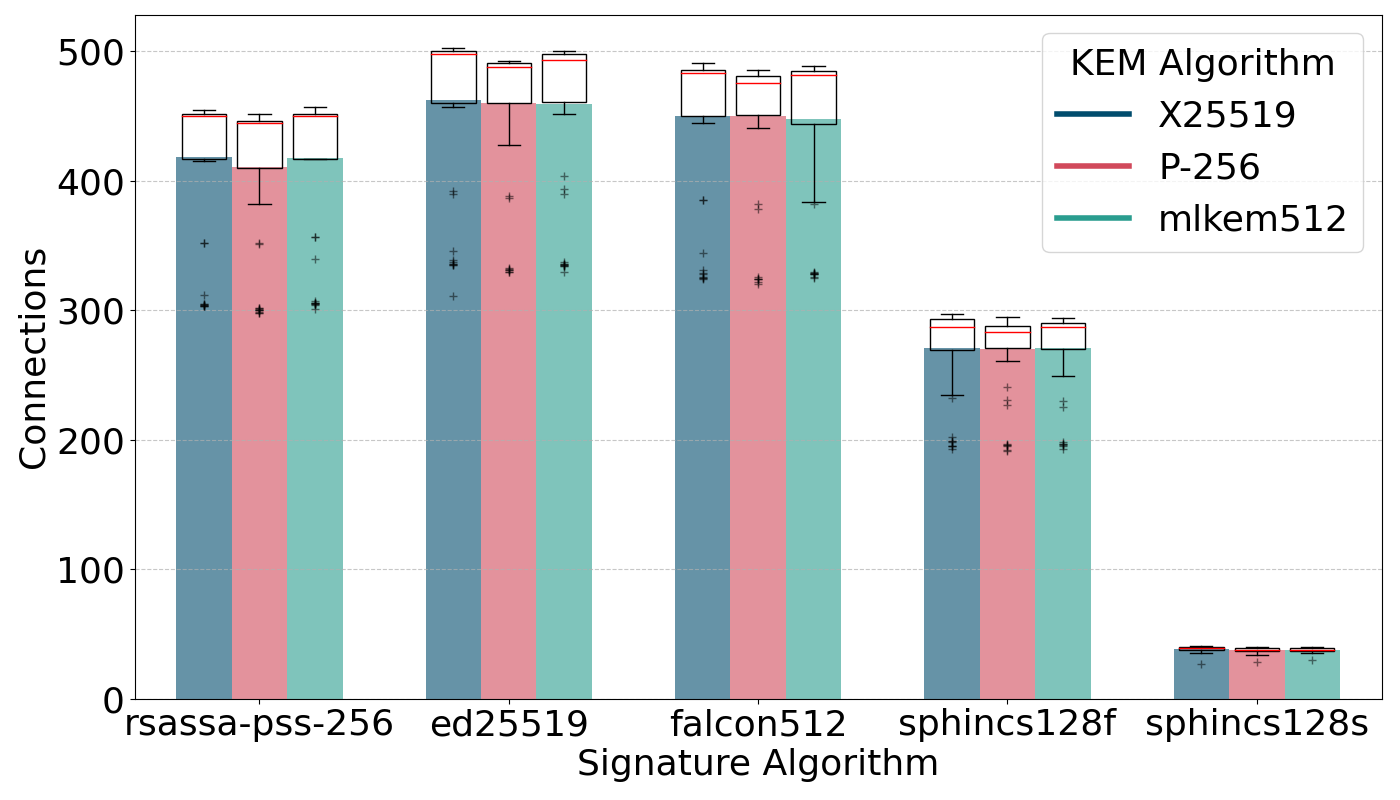 500
400
300
200
100
0
Connections
KEM Algorithm
X25519
P-256
mlkem512
rsassa-pss-256 ed25519 falcon512 sphincs128f sphincs128s
Signature Algorithm